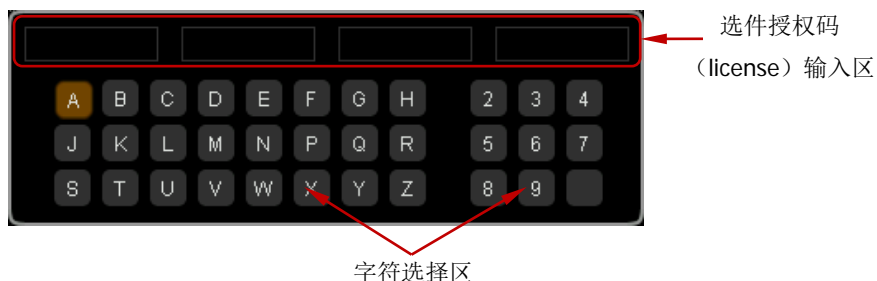 选件授权码
（license）输入区
A B C D E F G H 2 3 4
J K L M N P Q R 5 6 7
S T U V W X Y Z 8 9
字符选择区